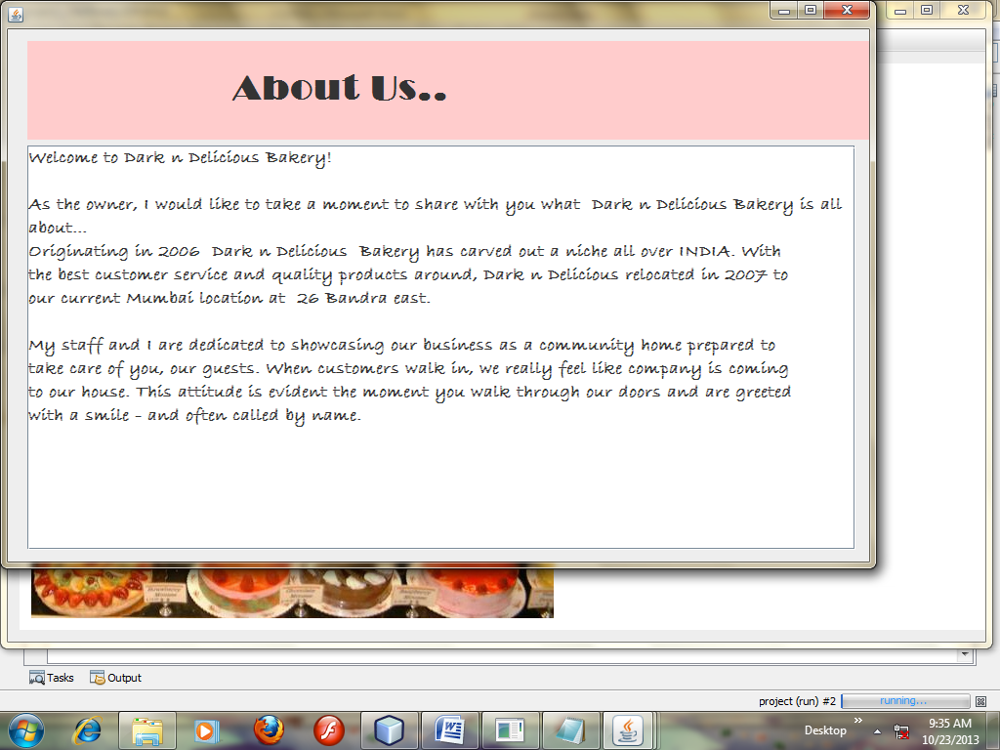 About Us..
Welcome to Dark n Delicious Bakery!
As the owner, I would like to take a moment to share with you what  Dark n Delicious Bakery is all
about...
Originating in 2006  Dark n Delicious  Bakery has carved out a niche all over INDIA. With
the best customer service and quality products around, Dark n Delicious relocated in 2007 to
our current Mumbai location at  26 Bandra east.
My staff and I are dedicated to showcasing our business as a community home prepared to
take care of you, our guests. When customers walk in, we really feel like company is coming
to our house. This attitude is evident the moment you walk through our doors and are greeted
with a smile - and often called by name.
Tasks
Output
project (run) #2
running...
Desktop
9:35 AM
10/23/2013